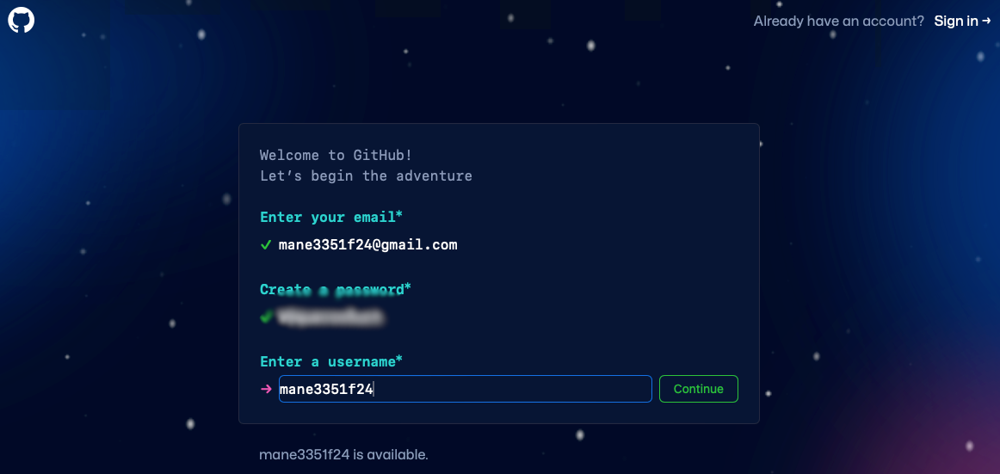 Already have an account? Sign in →
Welcome to GitHub!
Let's begin the adventure
Enter your email*
✓ mane3351f24@gmail.com
Create a password*
Enter a username*
→ mane3351f24
Continue
mane3351f24 is available.